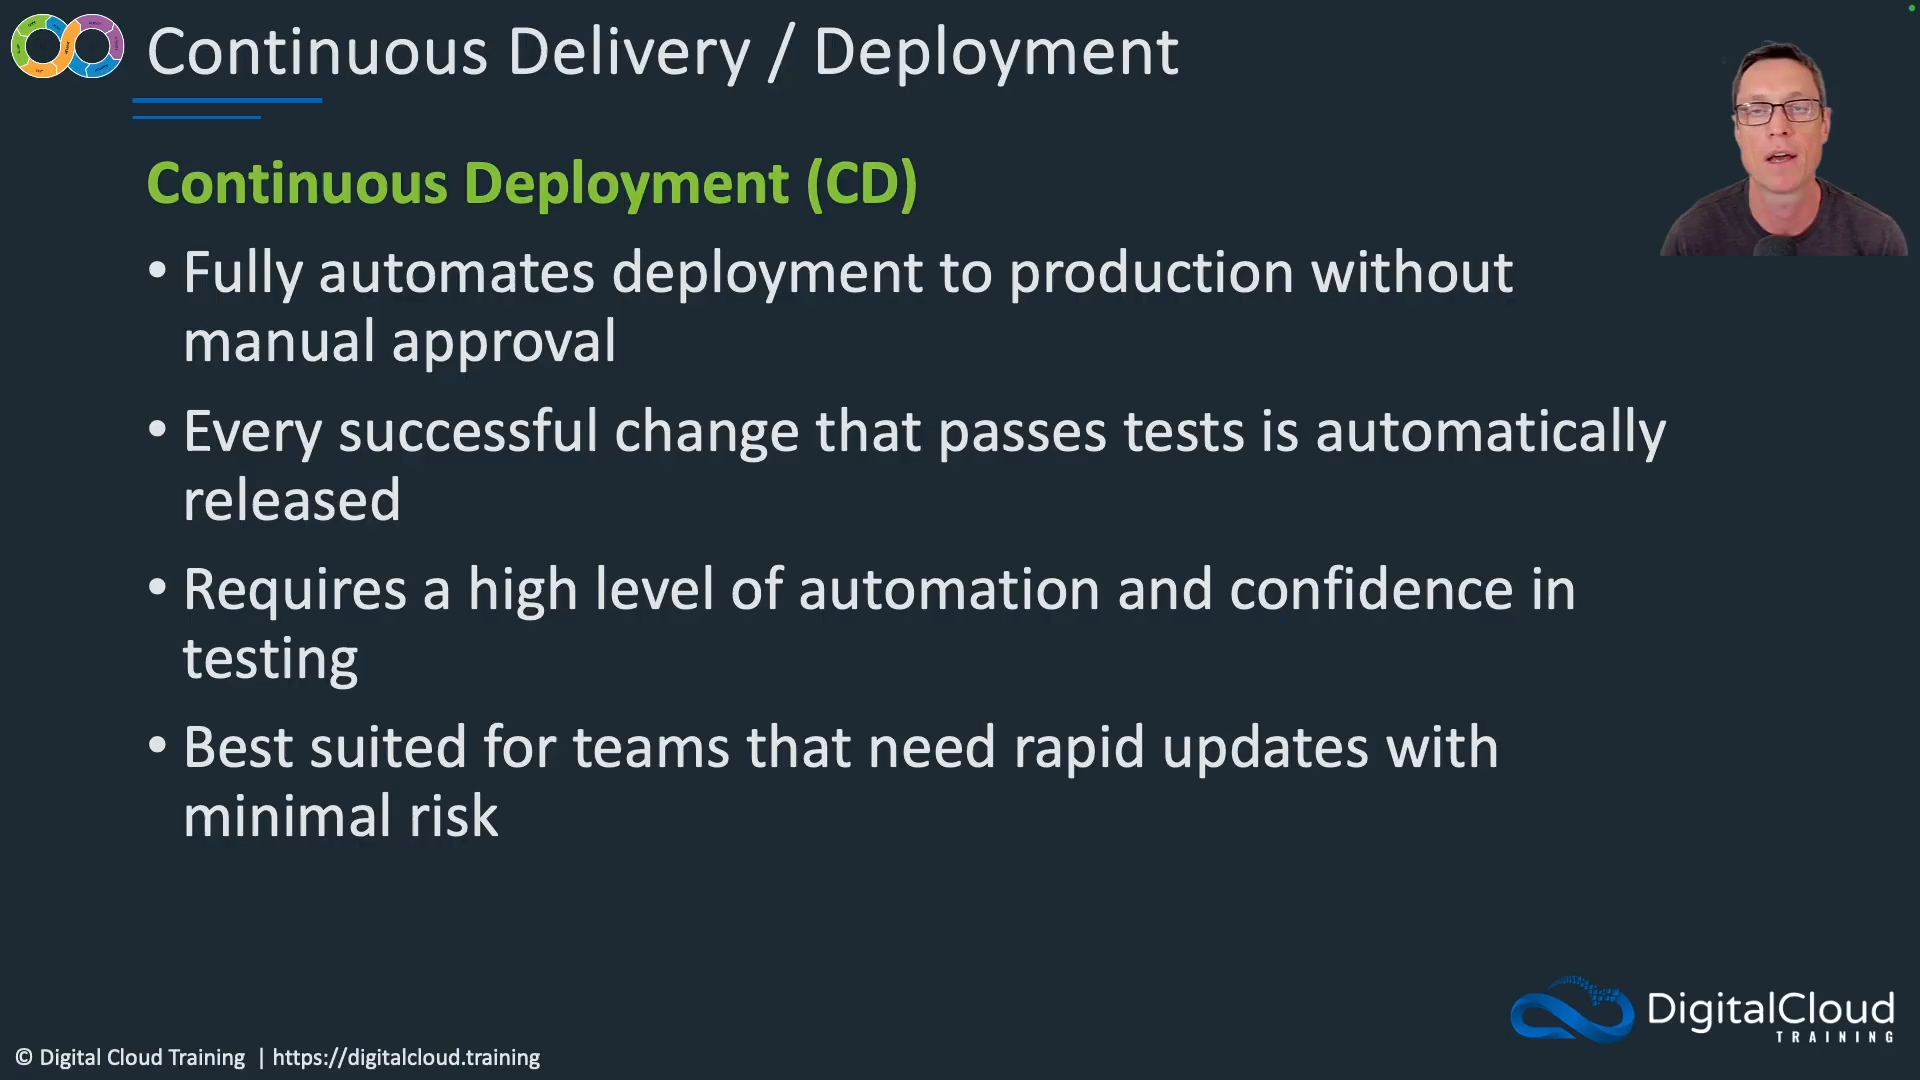 Continuous Delivery / Deployment
Continuous Deployment (CD)
• Fully automates deployment to production without
manual approval
• Every successful change that passes tests is automatically
released
• Requires a high level of automation and confidence in
testing
• Best suited for teams that need rapid updates with
minimal risk
DigitalCloud
TRAINING
© Digital Cloud Training | https://digitalcloud.training